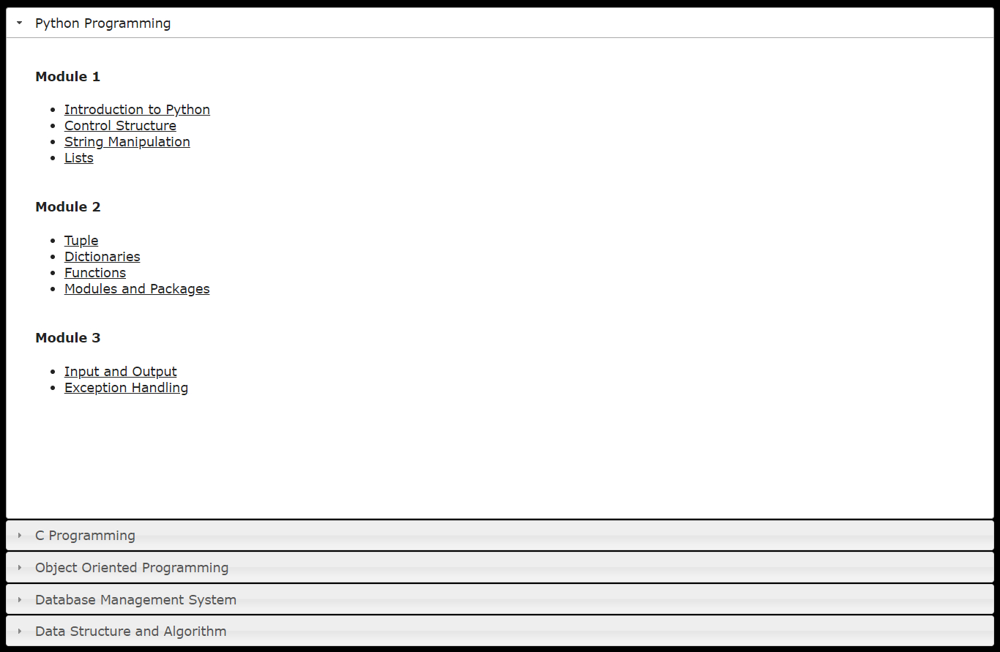 Python Programming
Module 1
Introduction to Python
Control Structure
String Manipulation
Lists
Module 2
Tuple
Dictionaries
Functions
Modules and Packages
Module 3
Input and Output
Exception Handling
C Programming
Object Oriented Programming
Database Management System
Data Structure and Algorithm